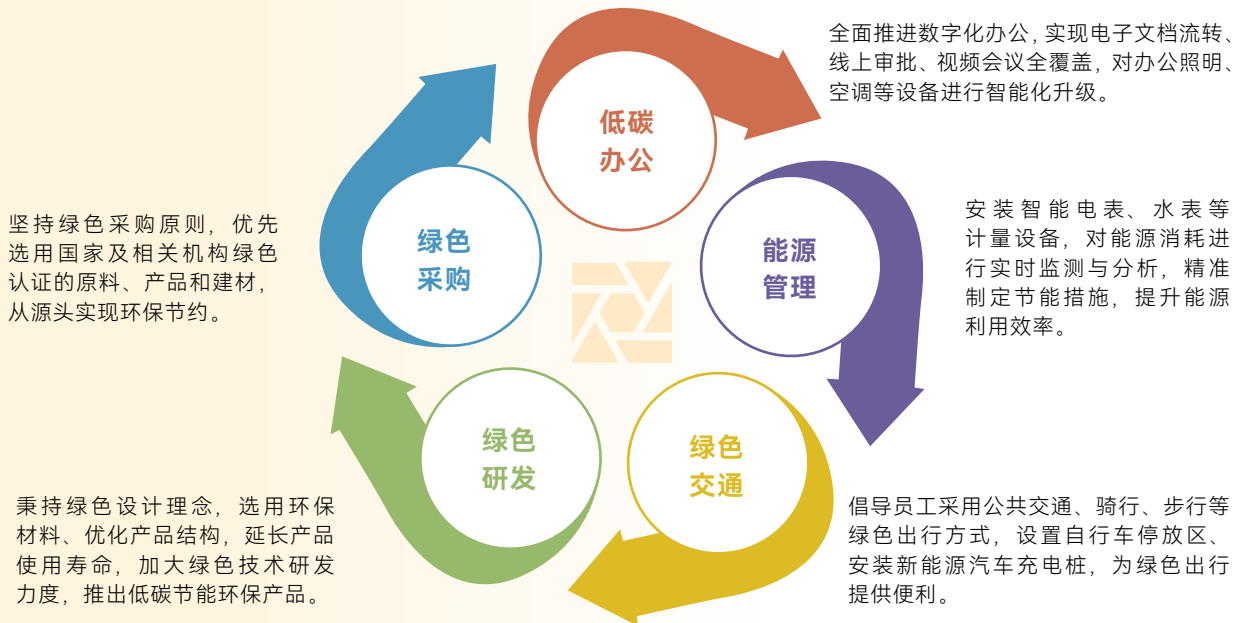 低碳
办公
全面推进数字化办公，实现电子文档流转、
线上审批、视频会议全覆盖，对办公照明、
空调等设备进行智能化升级。
能源
管理
安装智能电表、水表等
计量设备，对能源消耗进
行实时监测与分析，精准
制定节能措施，提升能源
利用效率。
绿色
交通
倡导员工采用公共交通、骑行、步行等
绿色出行方式，设置自行车停放区、
安装新能源汽车充电桩，为绿色出行
提供便利。
绿色
研发
秉持绿色设计理念，选用环保
材料、优化产品结构，延长产品
使用寿命，加大绿色技术研发
力度，推出低碳节能环保产品。
绿色
采购
坚持绿色采购原则，优先
选用国家及相关机构绿色
认证的原料、产品和建材，
从源头实现环保节约。